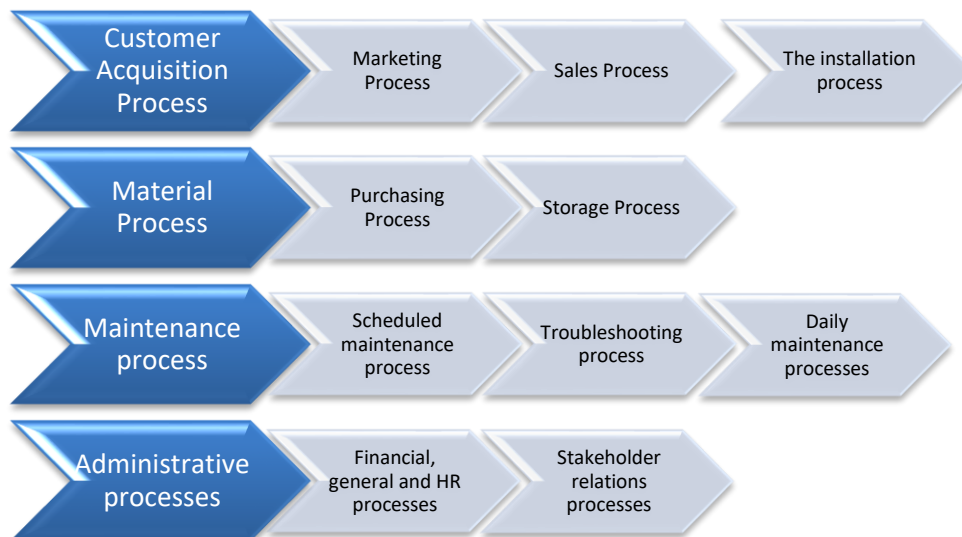 Customer
Acquisition
Process
Marketing
Process
Sales Process
The installation
process
Material
Process
Purchasing
Process
Storage Process
Maintenance
process
Scheduled
maintenance
process
Troubleshooting
process
Daily
maintenance
processes
Administrative
processes
Financial,
general and HR
processes
Stakeholder
relations
processes